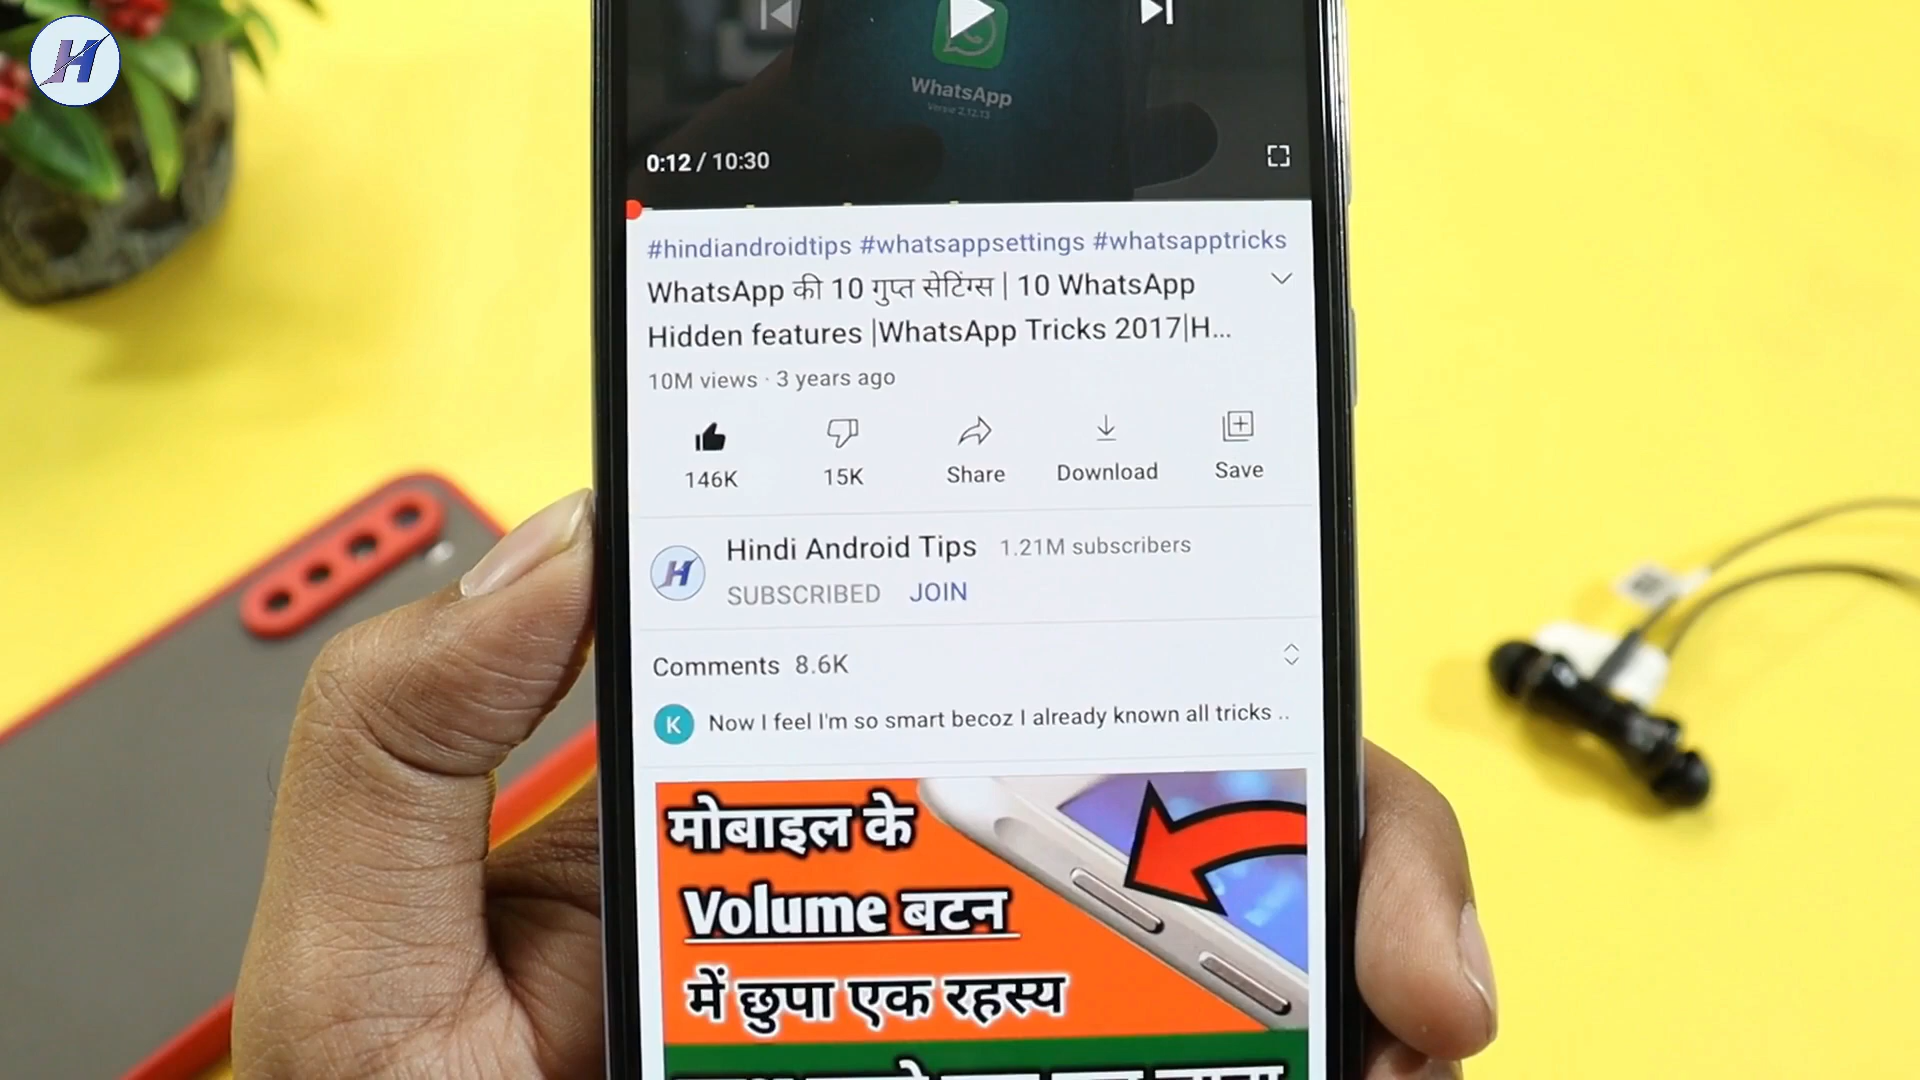 H
WhatsApp
0:12 / 10:30
#hindiandroidtips #whatsappsettings #whatsapptricks
WhatsApp की 10 गुप्त सेटिंग्स | 10 WhatsApp
Hidden features |WhatsApp Tricks 2017|H...
10M views · 3 years ago
146K 15K Share Download Save
Hindi Android Tips 1.21M subscribers
H
SUBSCRIBED JOIN
Comments 8.6K
K Now I feel I'm so smart becoz I already known all tricks ..
मोबाइल के
Volume बटन
में छुपा एक रहस्य